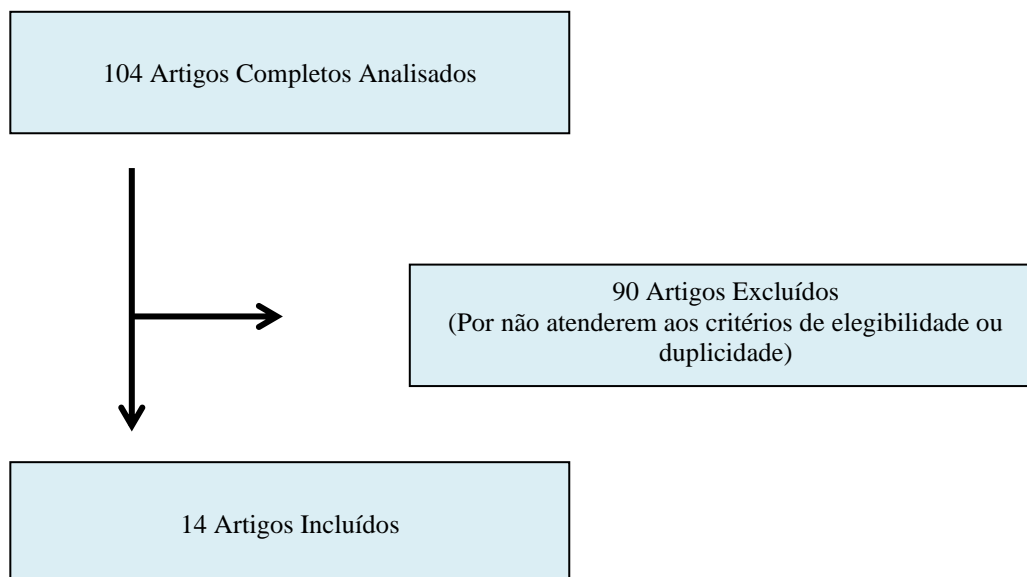 104 Artigos Completos Analisados
90 Artigos Excluídos
(Por não atenderem aos critérios de elegibilidade ou
duplicidade)
14 Artigos Incluídos